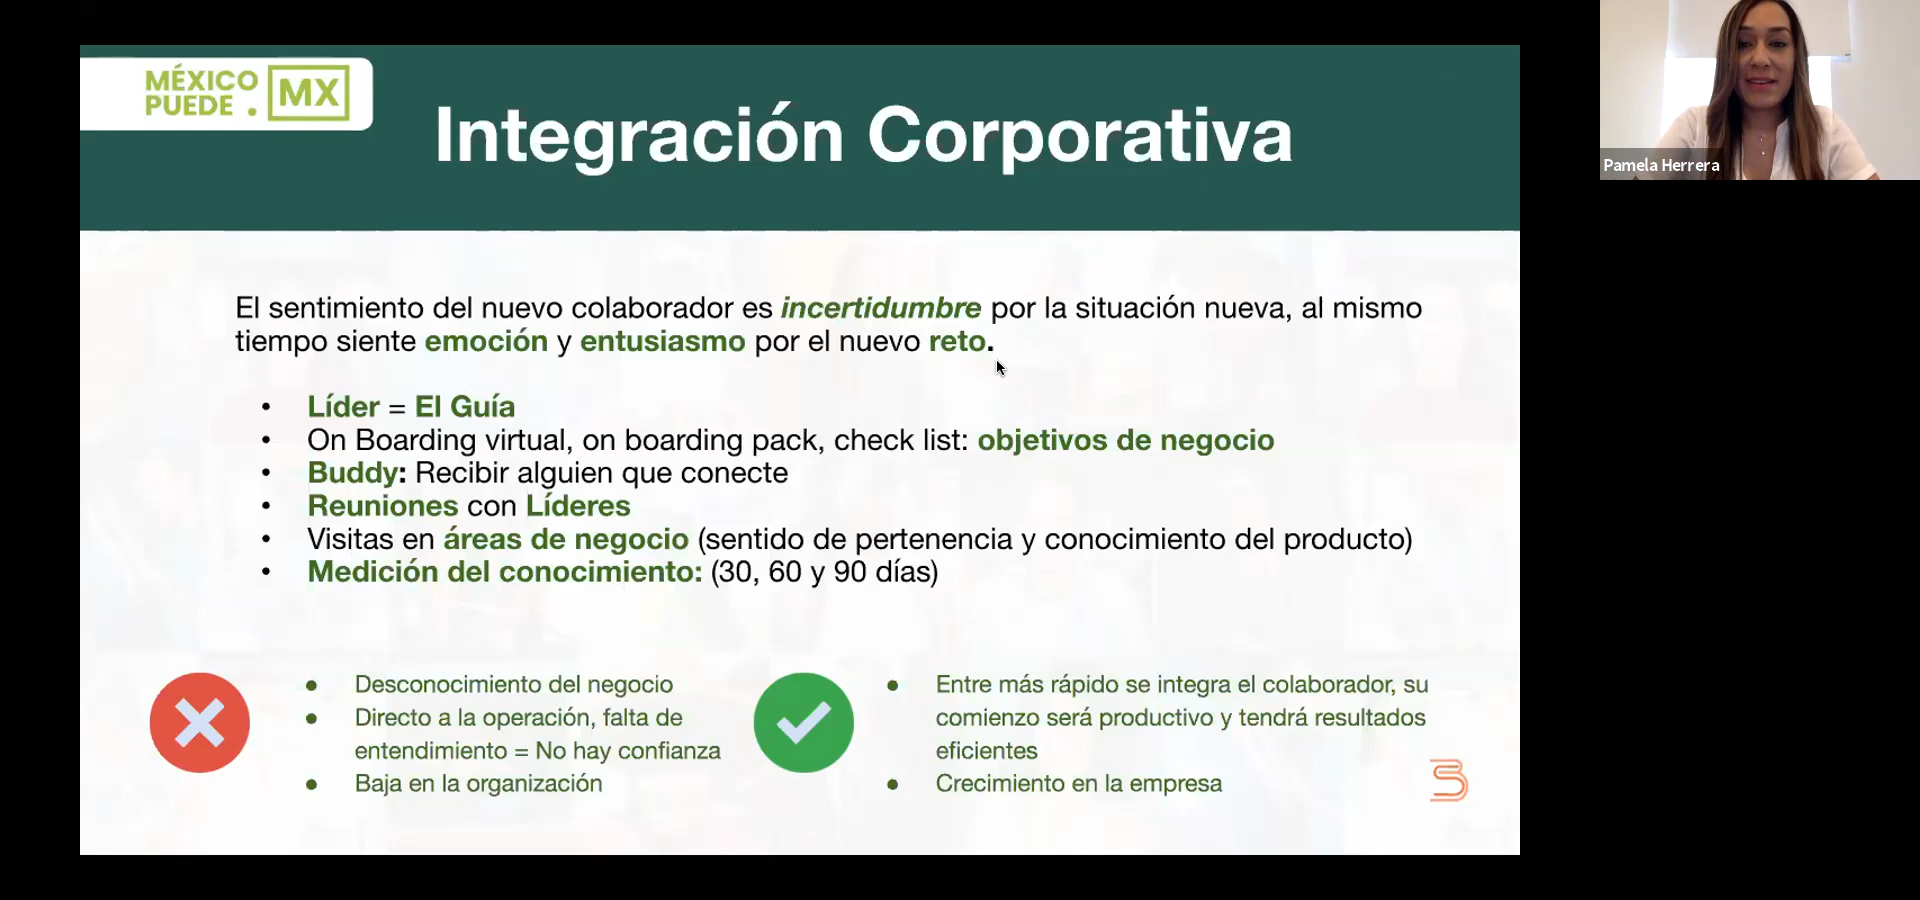 MÉXICO
PUEDE. MX
Integración Corporativa
Pamela Herrera
El sentimiento del nuevo colaborador es incertidumbre por la situación nueva, al mismo
tiempo siente emoción y entusiasmo por el nuevo reto.
• Líder = El Guía
• On Boarding virtual, on boarding pack, check list: objetivos de negocio
• Buddy: Recibir alguien que conecte
• Reuniones con Líderes
• Visitas en áreas de negocio (sentido de pertenencia y conocimiento del producto)
• Medición del conocimiento: (30, 60 y 90 días)
● Desconocimiento del negocio
● Directo a la operación, falta de
entendimiento = No hay confianza
● Baja en la organización
● Entre más rápido se integra el colaborador, su
comienzo será productivo y tendrá resultados
eficientes
● Crecimiento en la empresa